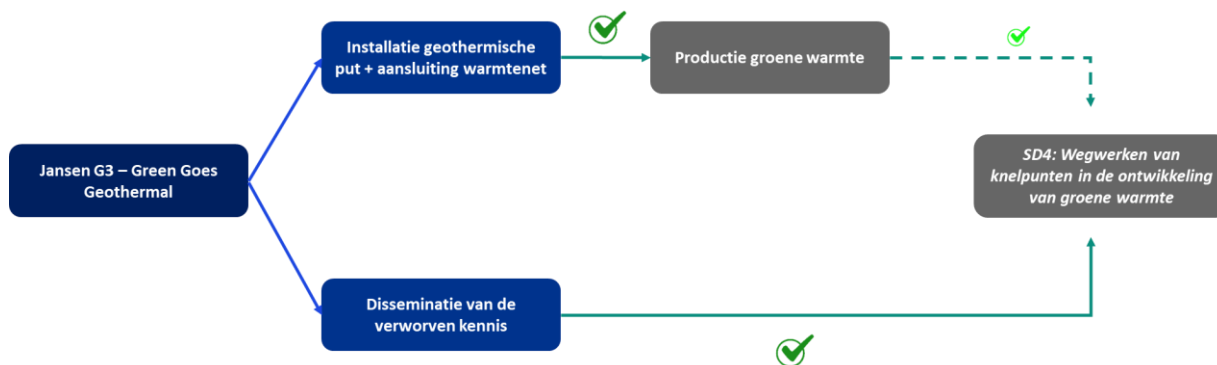 Installatie geothermische
put + aansluiting warmtenet
Productie groene warmte
Jansen G3 – Green Goes
Geothermal
SD4: Wegwerken van
knelpunten in de ontwikkeling
van groene warmte
Disseminatie van de
verworven kennis